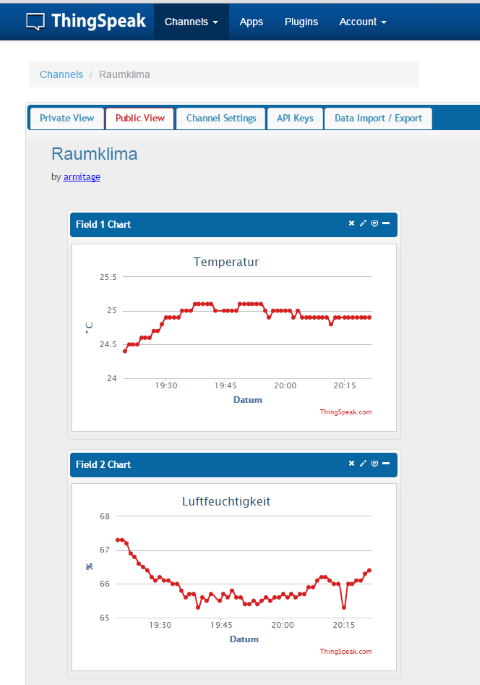 ThingSpeak Channels Apps Plugins Account
Channels / Raumklima
Private View Public View Channel Settings API Keys Data Import / Export
Raumklima
by armitage
Field 1 Chart
Temperatur
25.5
25
24.5
24
°C
19:30 19:45 20:00 20:15
Datum
ThingSpeak.com
Field 2 Chart
Luftfeuchtigkeit
68
67
66
65
%
19:30 19:45 20:00 20:15
Datum
ThingSpeak.com